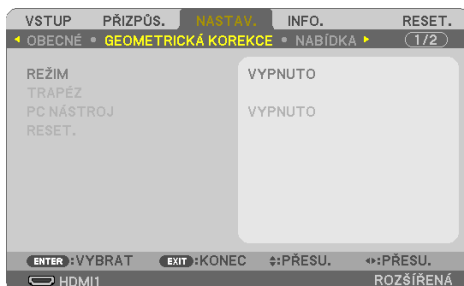 VSTUP PŘIZPŮS. NASTAV. INFO. RESET.
OBECNÉ • GEOMETRICKÁ KOREKCE • NABÍDKA 1/2
REŽIM VYPNUTO
TRAPÉZ
PC NÁSTROJ VYPNUTO
RESET.
ENTER :VYBRAT EXIT :KONEC :PŘESU. :PŘESU.
HDMI1 ROZŠÍŘENÁ